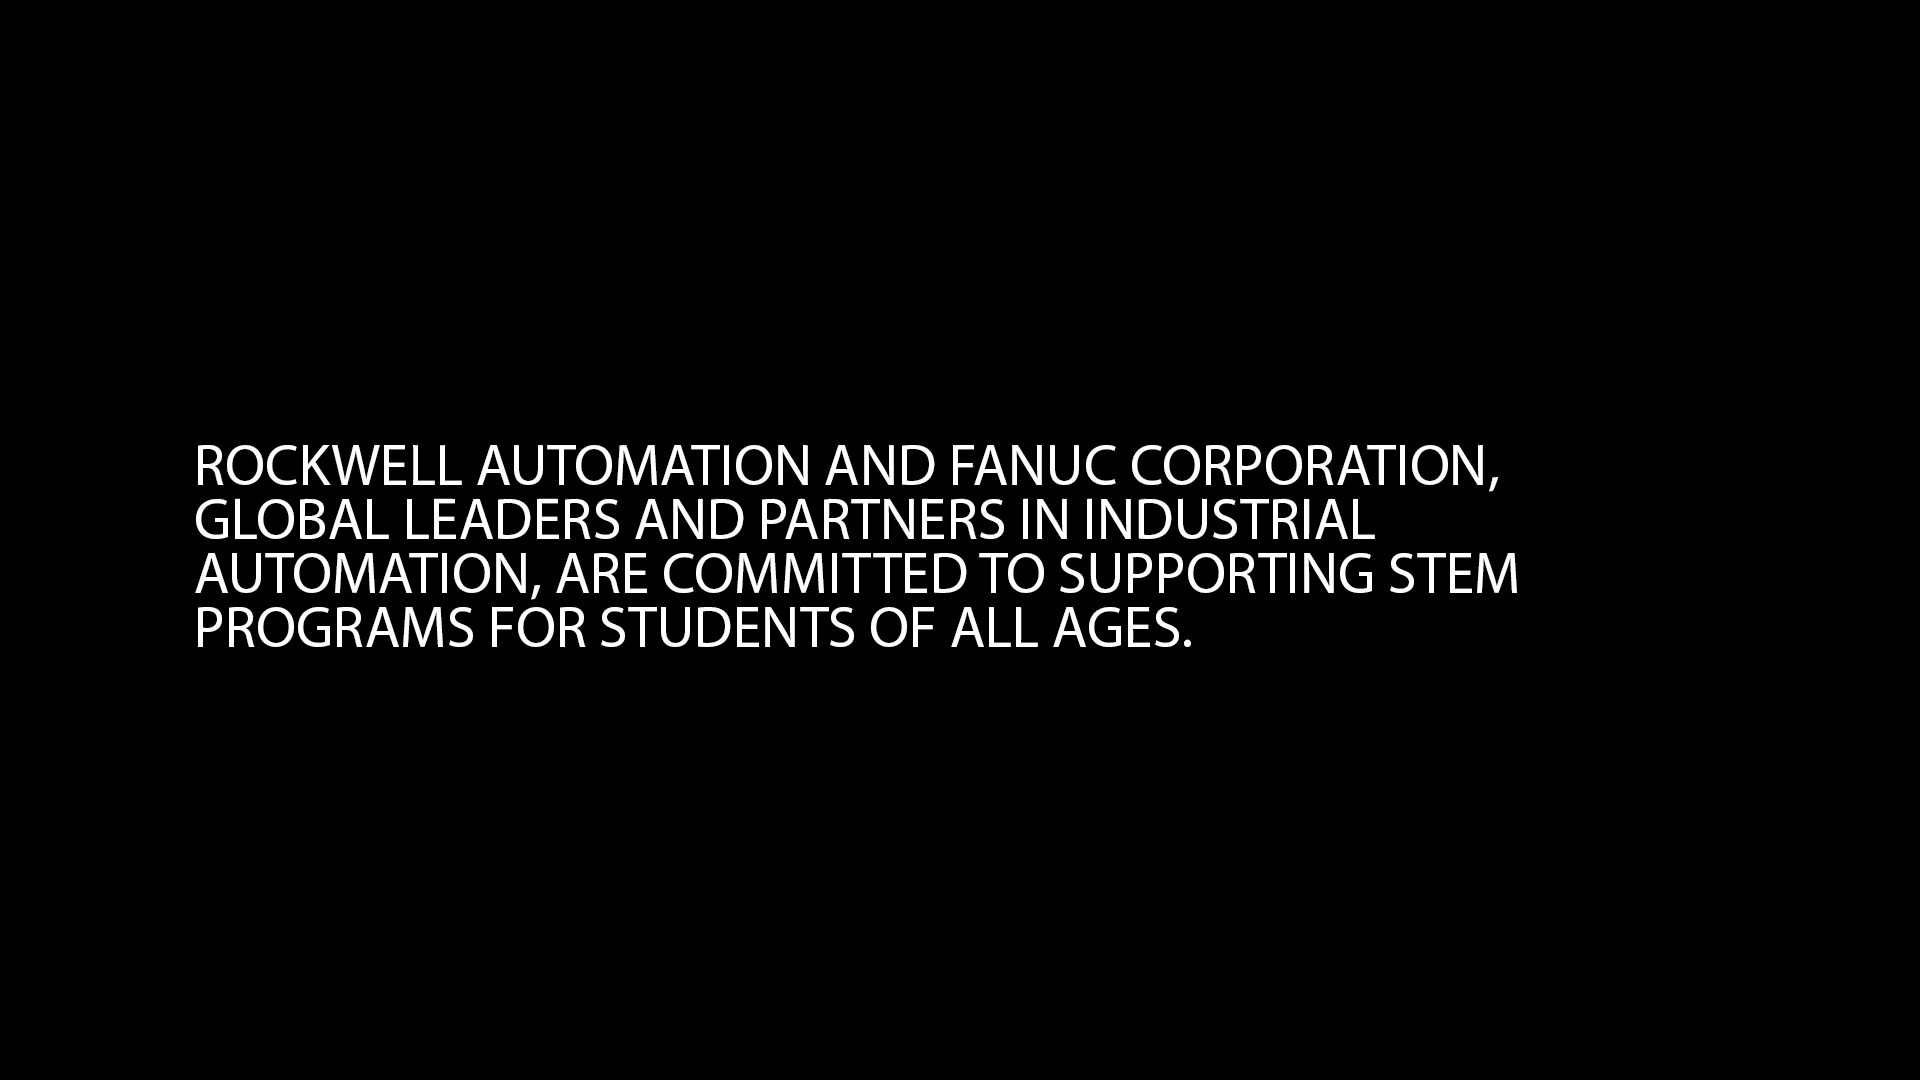 ROCKWELL AUTOMATION AND FANUC CORPORATION,
GLOBAL LEADERS AND PARTNERS IN INDUSTRIAL
AUTOMATION, ARE COMMITTED TO SUPPORTING STEM
PROGRAMS FOR STUDENTS OF ALL AGES.